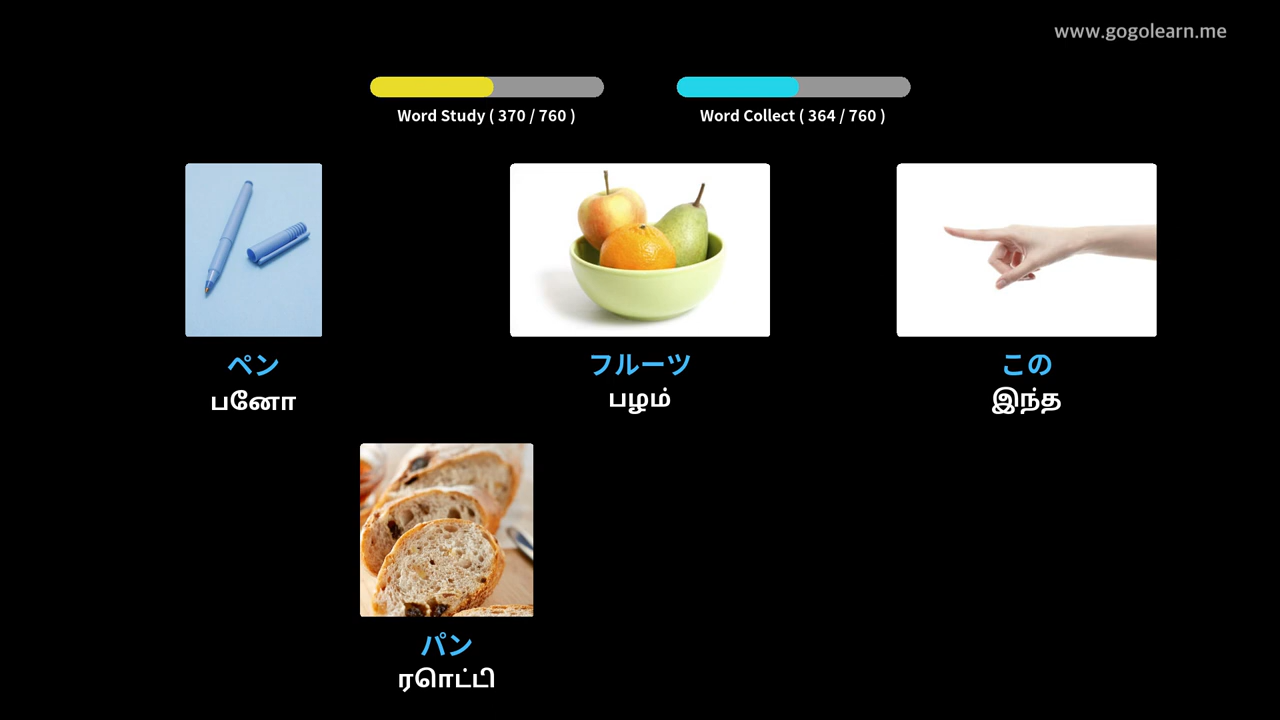 www.gogolearn.me
Word Study ( 370 / 760 )
Word Collect ( 364 / 760 )
ペン
பனோ
フルーツ
பழம்
この
இந்த
パン
ரொட்டி